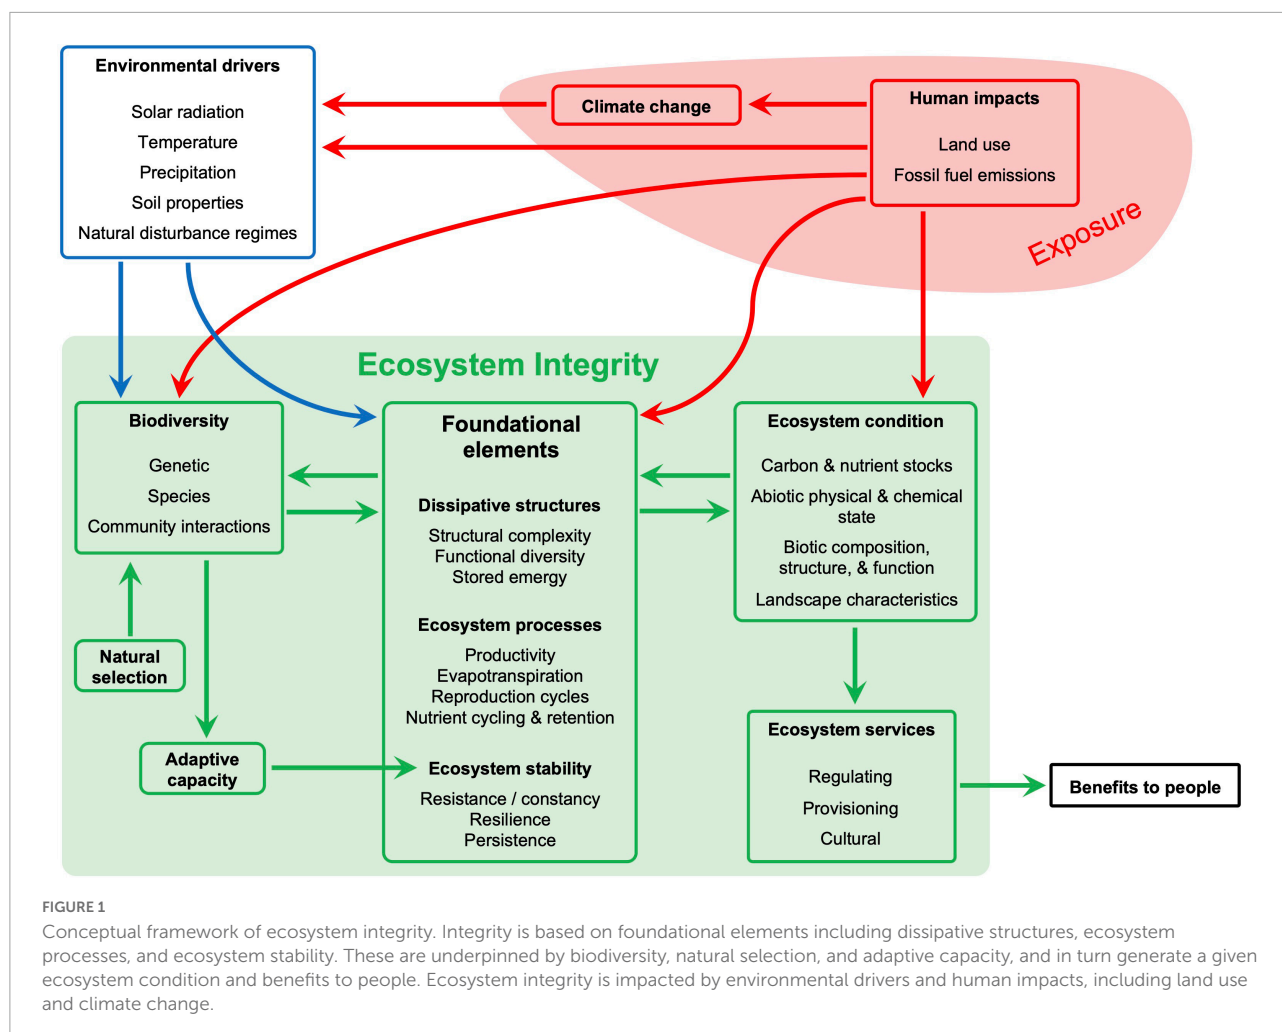 Environmental drivers
Solar radiation
Temperature
Precipitation
Soil properties
Natural disturbance regimes
Climate change
Human impacts
Land use
Fossil fuel emissions
Exposure
Ecosystem Integrity
Biodiversity
Genetic
Species
Community interactions
Natural
selection
Adaptive
capacity
Foundational
elements
Dissipative structures
Structural complexity
Functional diversity
Stored emergy
Ecosystem processes
Productivity
Evapotranspiration
Reproduction cycles
Nutrient cycling & retention
Ecosystem stability
Resistance / constancy
Resilience
Persistence
Ecosystem condition
Carbon & nutrient stocks
Abiotic physical & chemical
state
Biotic composition,
structure, & function
Landscape characteristics
Ecosystem services
Regulating
Provisioning
Cultural
Benefits to people
FIGURE 1
Conceptual framework of ecosystem integrity. Integrity is based on foundational elements including dissipative structures, ecosystem
processes, and ecosystem stability. These are underpinned by biodiversity, natural selection, and adaptive capacity, and in turn generate a given
ecosystem condition and benefits to people. Ecosystem integrity is impacted by environmental drivers and human impacts, including land use
and climate change.